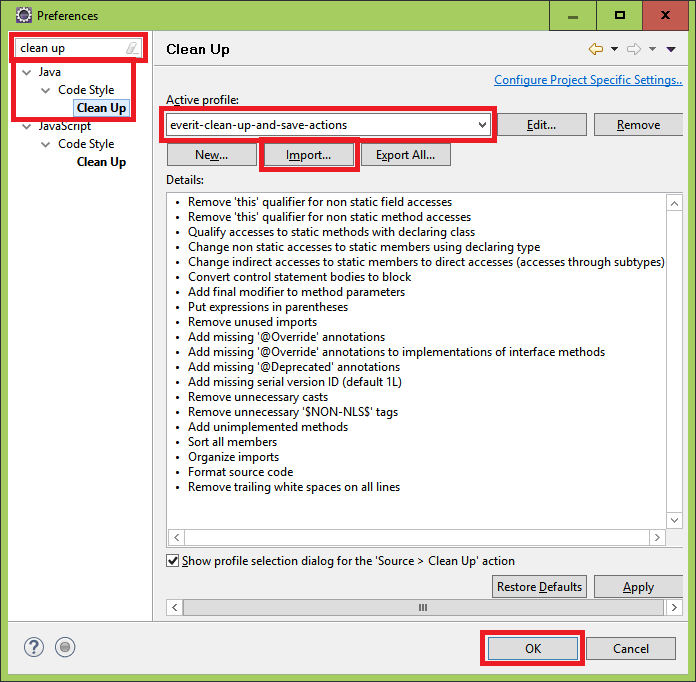 Preferences
clean up
Java
Code Style
Clean Up
JavaScript
Code Style
Clean Up
Clean Up
Configure Project Specific Settings..
Active profile:
everit-clean-up-and-save-actions
Edit...
Remove
New...
Import...
Export All...
Details:
• Remove 'this' qualifier for non static field accesses
• Remove 'this' qualifier for non static method accesses
• Qualify accesses to static methods with declaring class
• Change non static accesses to static members using declaring type
• Change indirect accesses to static members to direct accesses (accesses through subtypes)
• Convert control statement bodies to block
• Add final modifier to method parameters
• Put expressions in parentheses
• Remove unused imports
• Add missing '@Override' annotations
• Add missing '@Override' annotations to implementations of interface methods
• Add missing '@Deprecated' annotations
• Add missing serial version ID (default 1L)
• Remove unnecessary casts
• Remove unnecessary '$NON-NLS$' tags
• Add unimplemented methods
• Sort all members
• Organize imports
• Format source code
• Remove trailing white spaces on all lines
Show profile selection dialog for the 'Source > Clean Up' action
Restore Defaults
Apply
?
OK
Cancel